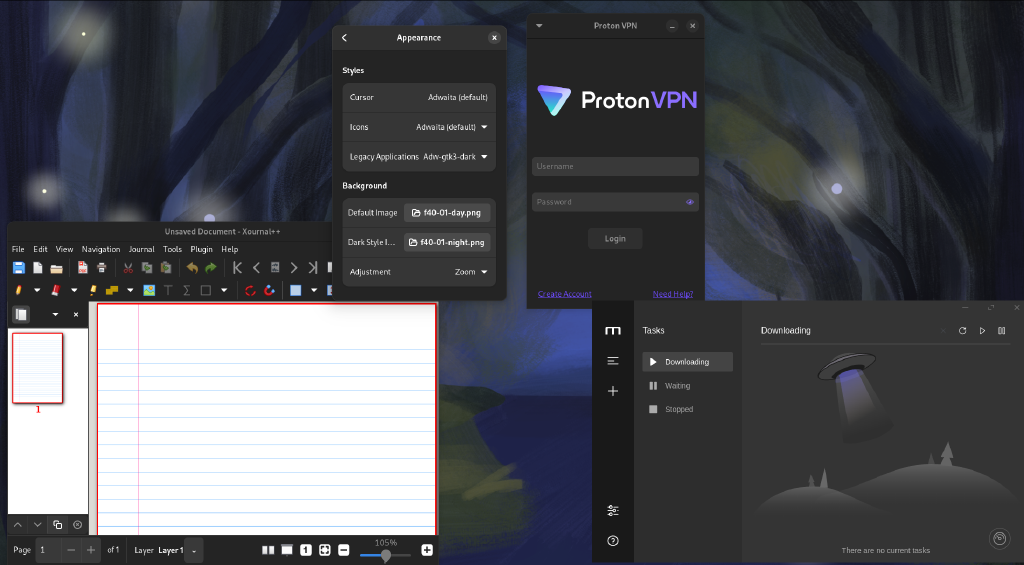 Appearance
Styles
Cursor Adwaita (default)
Icons Adwaita (default)
Legacy Applications Adw-gtk3-dark
Background
Default Image f40-01-day.png
Dark Style I... f40-01-night.png
Adjustment Zoom
Proton VPN
Proton VPN
Username
Password
Login
Create Account Need Help?
Unsaved Document - Xournal++
File Edit View Navigation Journal Tools Plugin Help
1
Page 1 of 1 Layer Layer 1 105%
m
Tasks
Downloading
Waiting
Stopped
Downloading
There are no current tasks